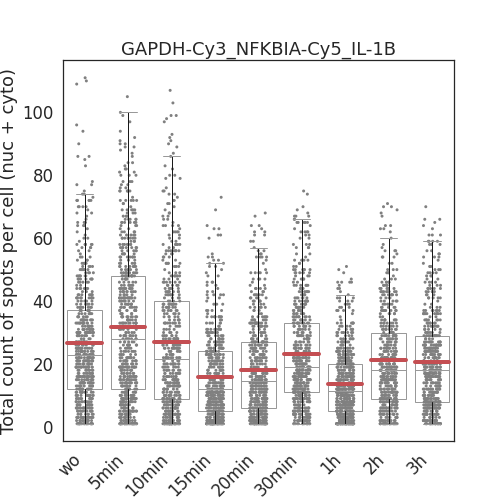 GAPDH-Cy3_NFKBIA-Cy5_IL-1B
Total count of spots per cell (nuc + cyto)
100
80
60
40
20
0
wo
5min
10min
15min
20min
30min
1h
2h
3h